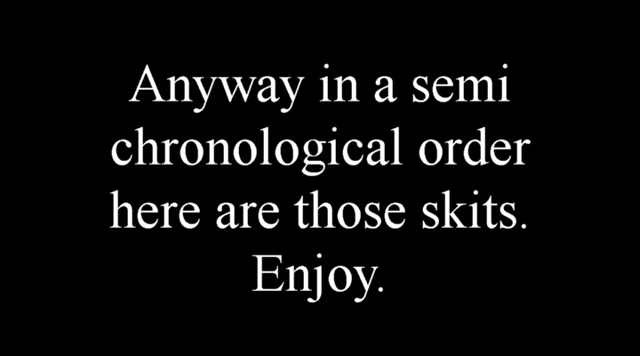 Anyway in a semi
chronological order
here are those skits.
Enjoy.